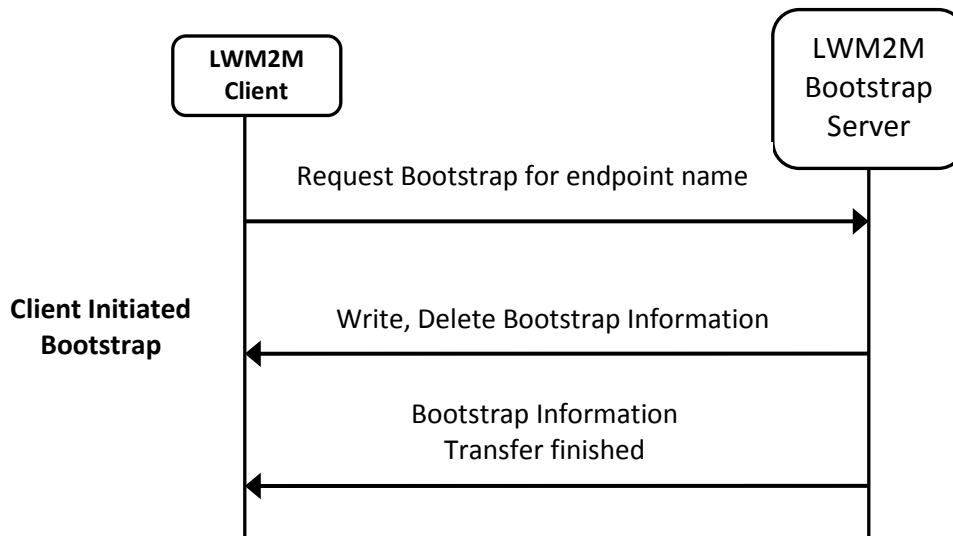 LWM2M
Client
LWM2M
Bootstrap
Server
Request Bootstrap for endpoint name
Client Initiated
Bootstrap
Write, Delete Bootstrap Information
Bootstrap Information
Transfer finished